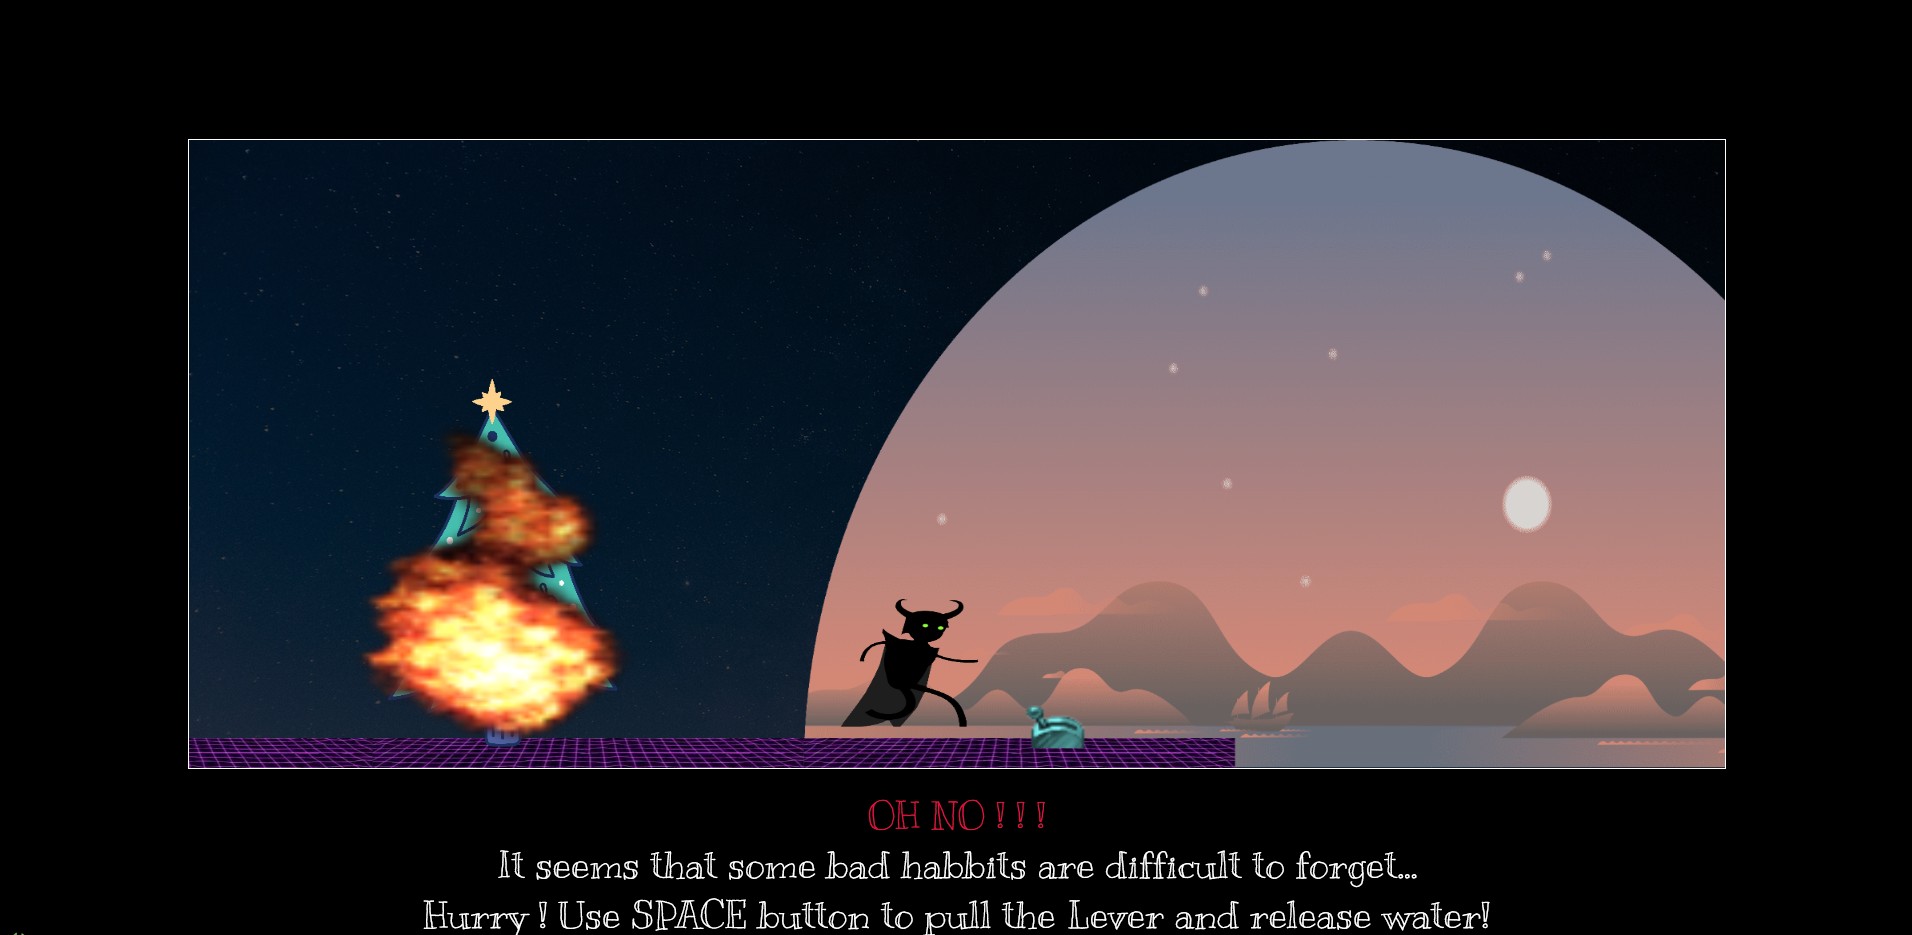 OH NO ! ! !
It seems that some bad habbits are difficult to forget...
Hurry ! Use SPACE button to pull the Lever and release water!